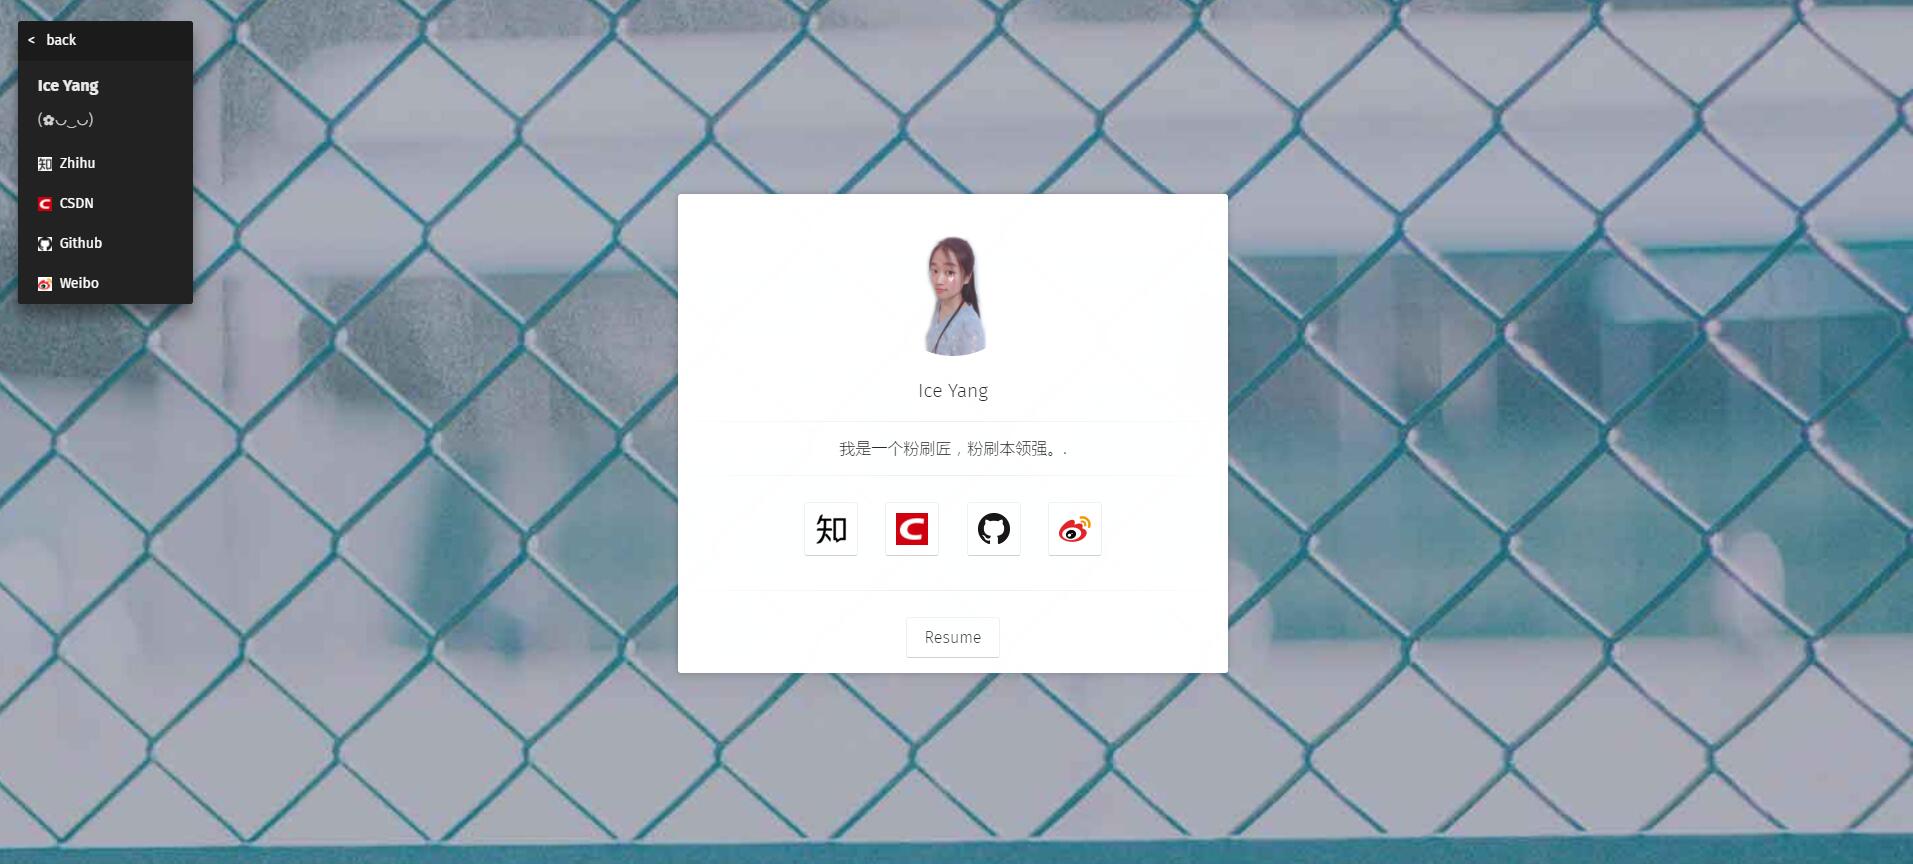 < back
Ice Yang
(✿◡‿◡)
知 Zhihu
CSDN
Github
Weibo
Ice Yang
我是一个粉刷匠，粉刷本领强。.
知
Resume